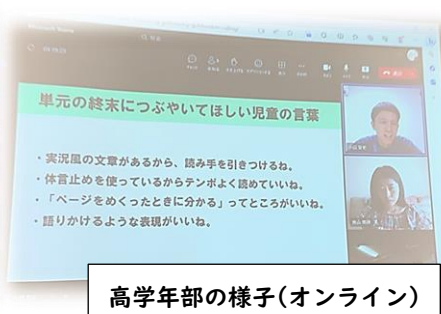 単元の終末につぶやいてほしい児童の言葉
・実況風の文章があるから、読み手を引きつけるね。
・体言止めを使っているからテンポよく読めていいね。
・「ページをめくったときに分かる」ってところがいいね。
・語りかけるような表現がいいね。
高学年部の様子(オンライン)